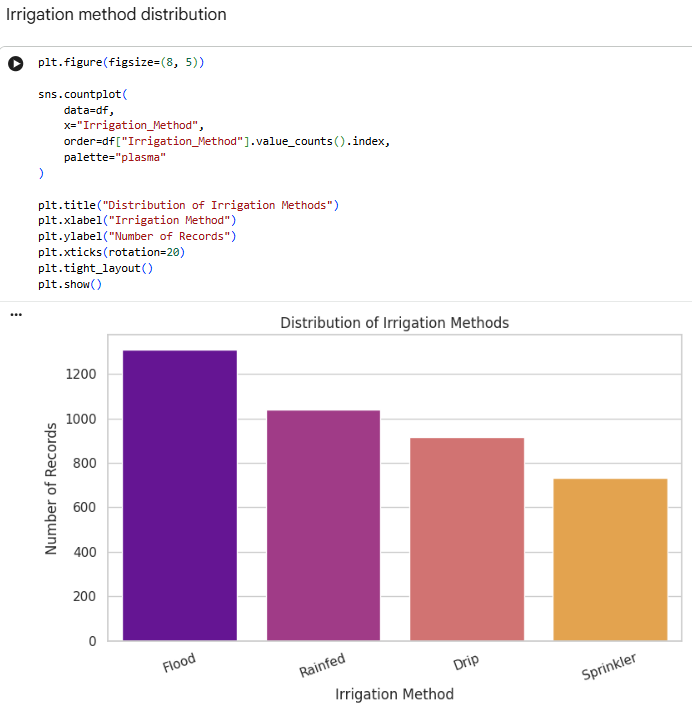 Irrigation method distribution
plt.figure(figsize=(8, 5))
sns.countplot(
    data=df,
    x="Irrigation_Method",
    order=df["Irrigation_Method"].value_counts().index,
    palette="plasma"
)
plt.title("Distribution of Irrigation Methods")
plt.xlabel("Irrigation Method")
plt.ylabel("Number of Records")
plt.xticks(rotation=20)
plt.tight_layout()
plt.show()
...
Distribution of Irrigation Methods
Number of Records
1200
1000
800
600
400
200
0
Flood
Rainfed
Drip
Sprinkler
Irrigation Method